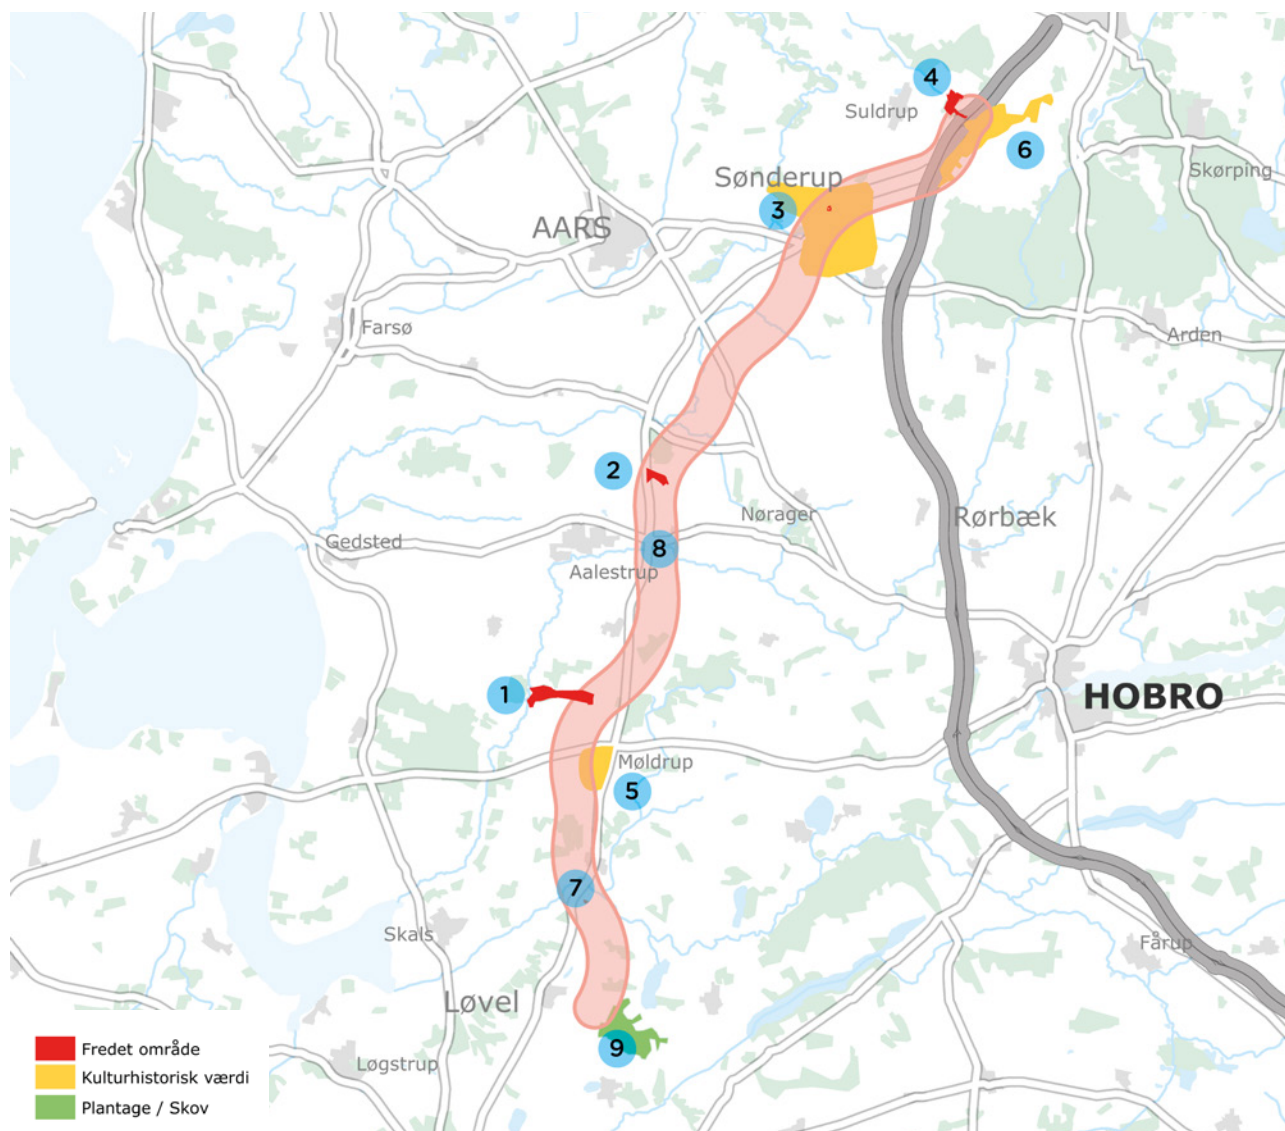 4
Suldrup
6
Skørping
Sønderup
3
AARS
Farsø
Arden
2
Nørager
Rørbæk
Gedsted
8
Aalestrup
1
HOBRO
Møldrup
5
7
Skals
Fårup
Løvel
9
Løgstrup
Fredet område
Kulturhistorisk værdi
Plantage / Skov